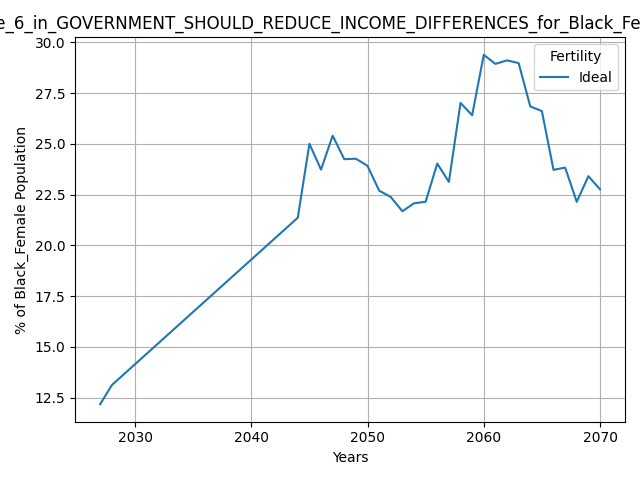 e_6_in_GOVERNMENT_SHOULD_REDUCE_INCOME_DIFFERENCES_for_Black_Fe
30.0
27.5
25.0
22.5
20.0
17.5
15.0
12.5
% of Black_Female Population
Fertility
Ideal
2030 2040 2050 2060 2070
Years